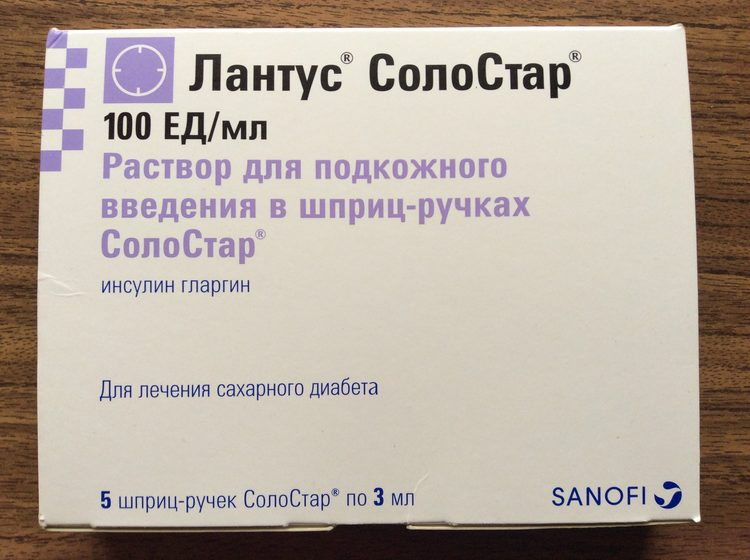 Лантус® СолоСтар®
100 ЕД/мл
Раствор для подкожного
введения в шприц-ручках
СолоСтар®
инсулин гларгин
Для лечения сахарного диабета
5 шприц-ручек СолоСтар® по 3 мл
SANOFI